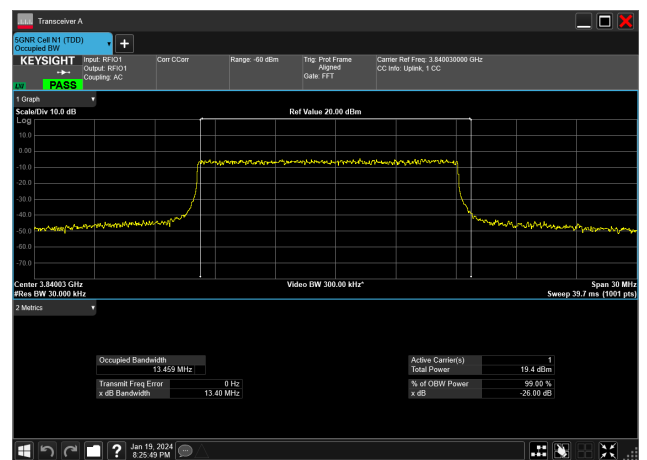 Transceiver A
5GNR Cell N1 (TDD)
Occupied BW
KEYSIGHT
LV
PASS
Input: RFIO1
Output: RFIO1
Coupling: AC
Corr CCorr
Range: -60 dBm
Trig: Prot Frame
Aligned
Gate: FFT
Carrier Ref Freq: 3.840030000 GHz
CC Info: Uplink, 1 CC
1 Graph
Scale/Div 10.0 dB
Ref Value 20.00 dBm
Log
10.0
0.00
-10.0
-20.0
-30.0
-40.0
-50.0
-60.0
-70.0
Center 3.84003 GHz
Video BW 300.00 kHz*
Span 30 MHz
#Res BW 30.000 kHz
Sweep 39.7 ms (1001 pts)
2 Metrics
Occupied Bandwidth
13.459 MHz
Active Carrier(s) 1
Total Power 19.4 dBm
Transmit Freq Error 0 Hz
x dB Bandwidth 13.40 MHz
% of OBW Power 99.00 %
x dB -26.00 dB
?
Jan 19, 2024
8:25:49 PM